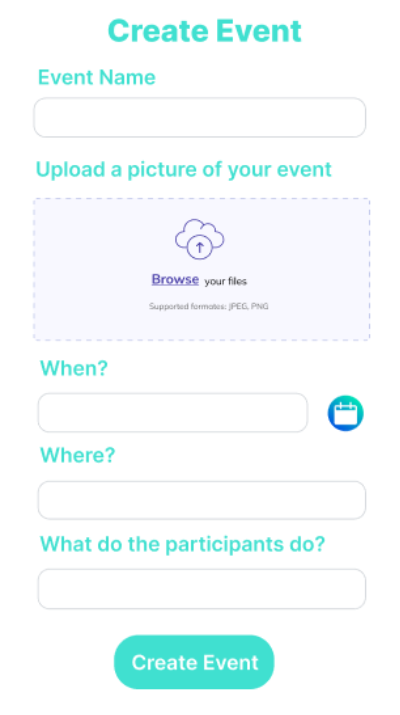 Create Event
Event Name
Upload a picture of your event
Browse your files
Supported formates: JPEG, PNG
When?
Where?
What do the participants do?
Create Event